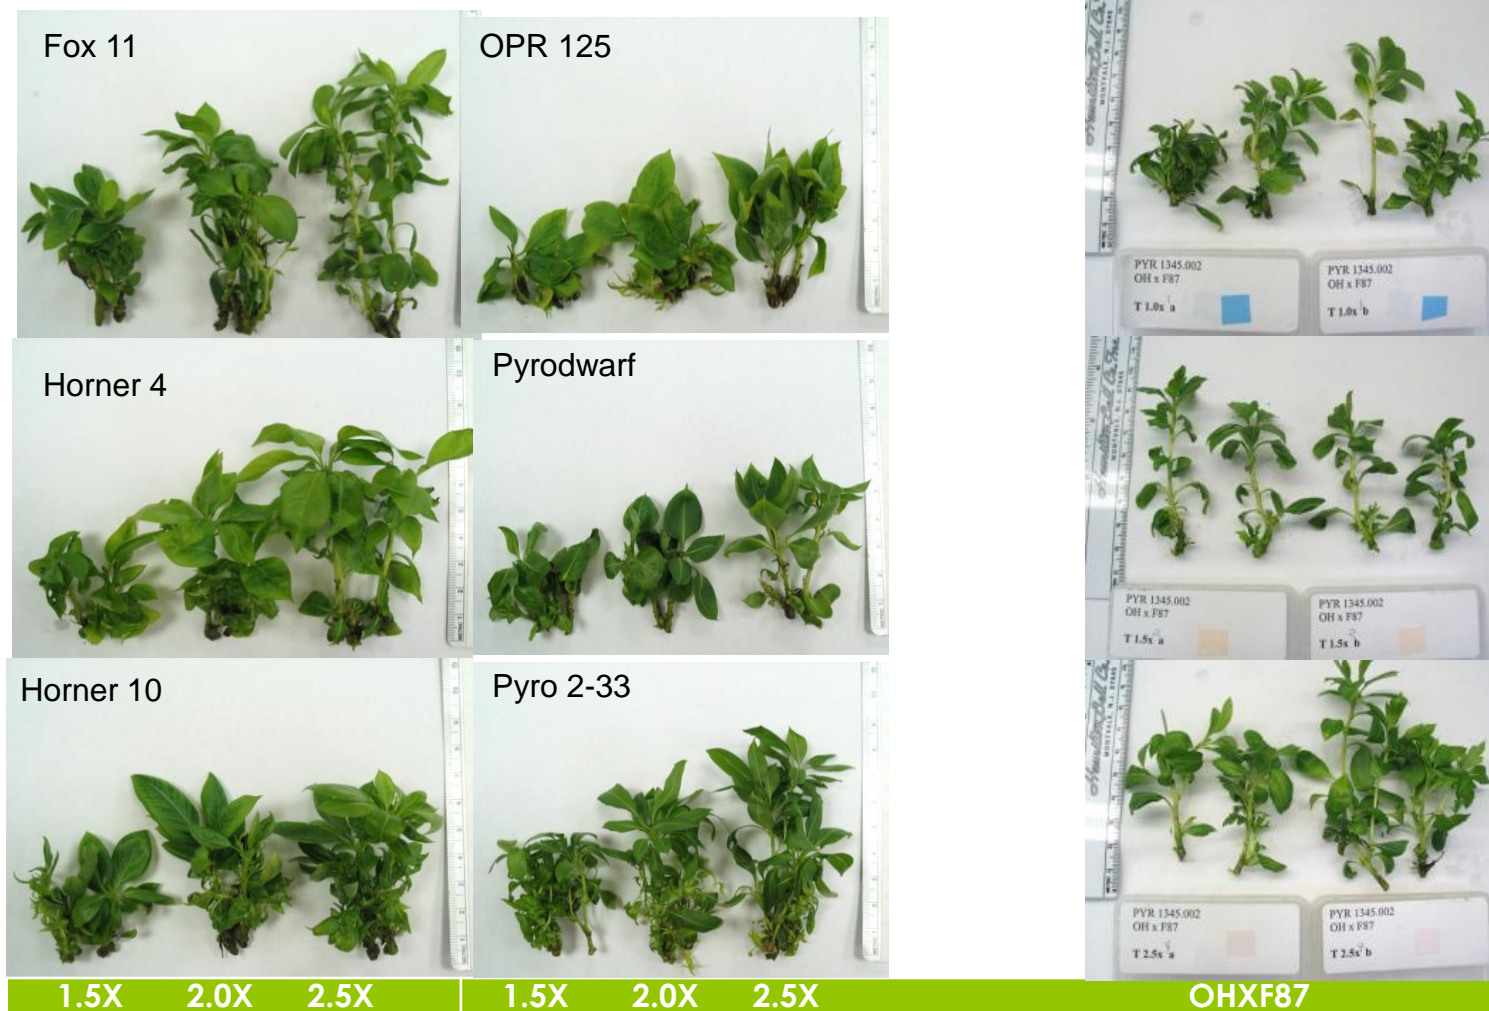 Fox 11
OPR 125
Horner 4
Pyrodwarf
Horner 10
Pyro 2-33
1.5X 2.0X 2.5X
1.5X 2.0X 2.5X
PYR 1345.002
OH x F87
T 1.0x a
PYR 1345.002
OH x F87
T 1.0x b
PYR 1345.002
OH x F87
T 1.5x a
PYR 1345.002
OH x F87
T 1.5x b
PYR 1345.002
OH x F87
T 2.5x a
PYR 1345.002
OH x F87
T 2.5x b
OHXF87